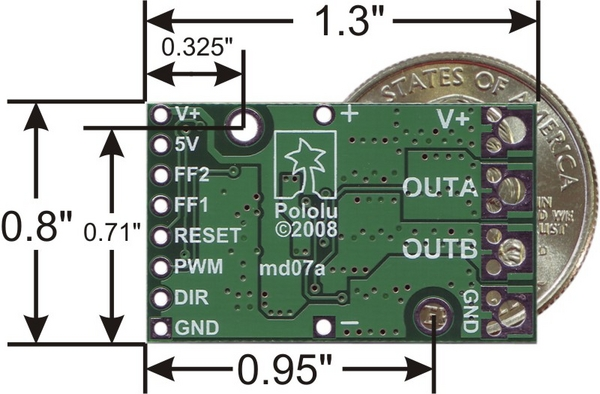 1.3"
0.325"
STATES OF AMERICA
V+
+
V+
5V
0.8"
0.71"
FF2
OUTA
FF1
Pololu
©2008
RESET
OUTB
md07a
PWM
DIR
GND
GND
−
0.95"